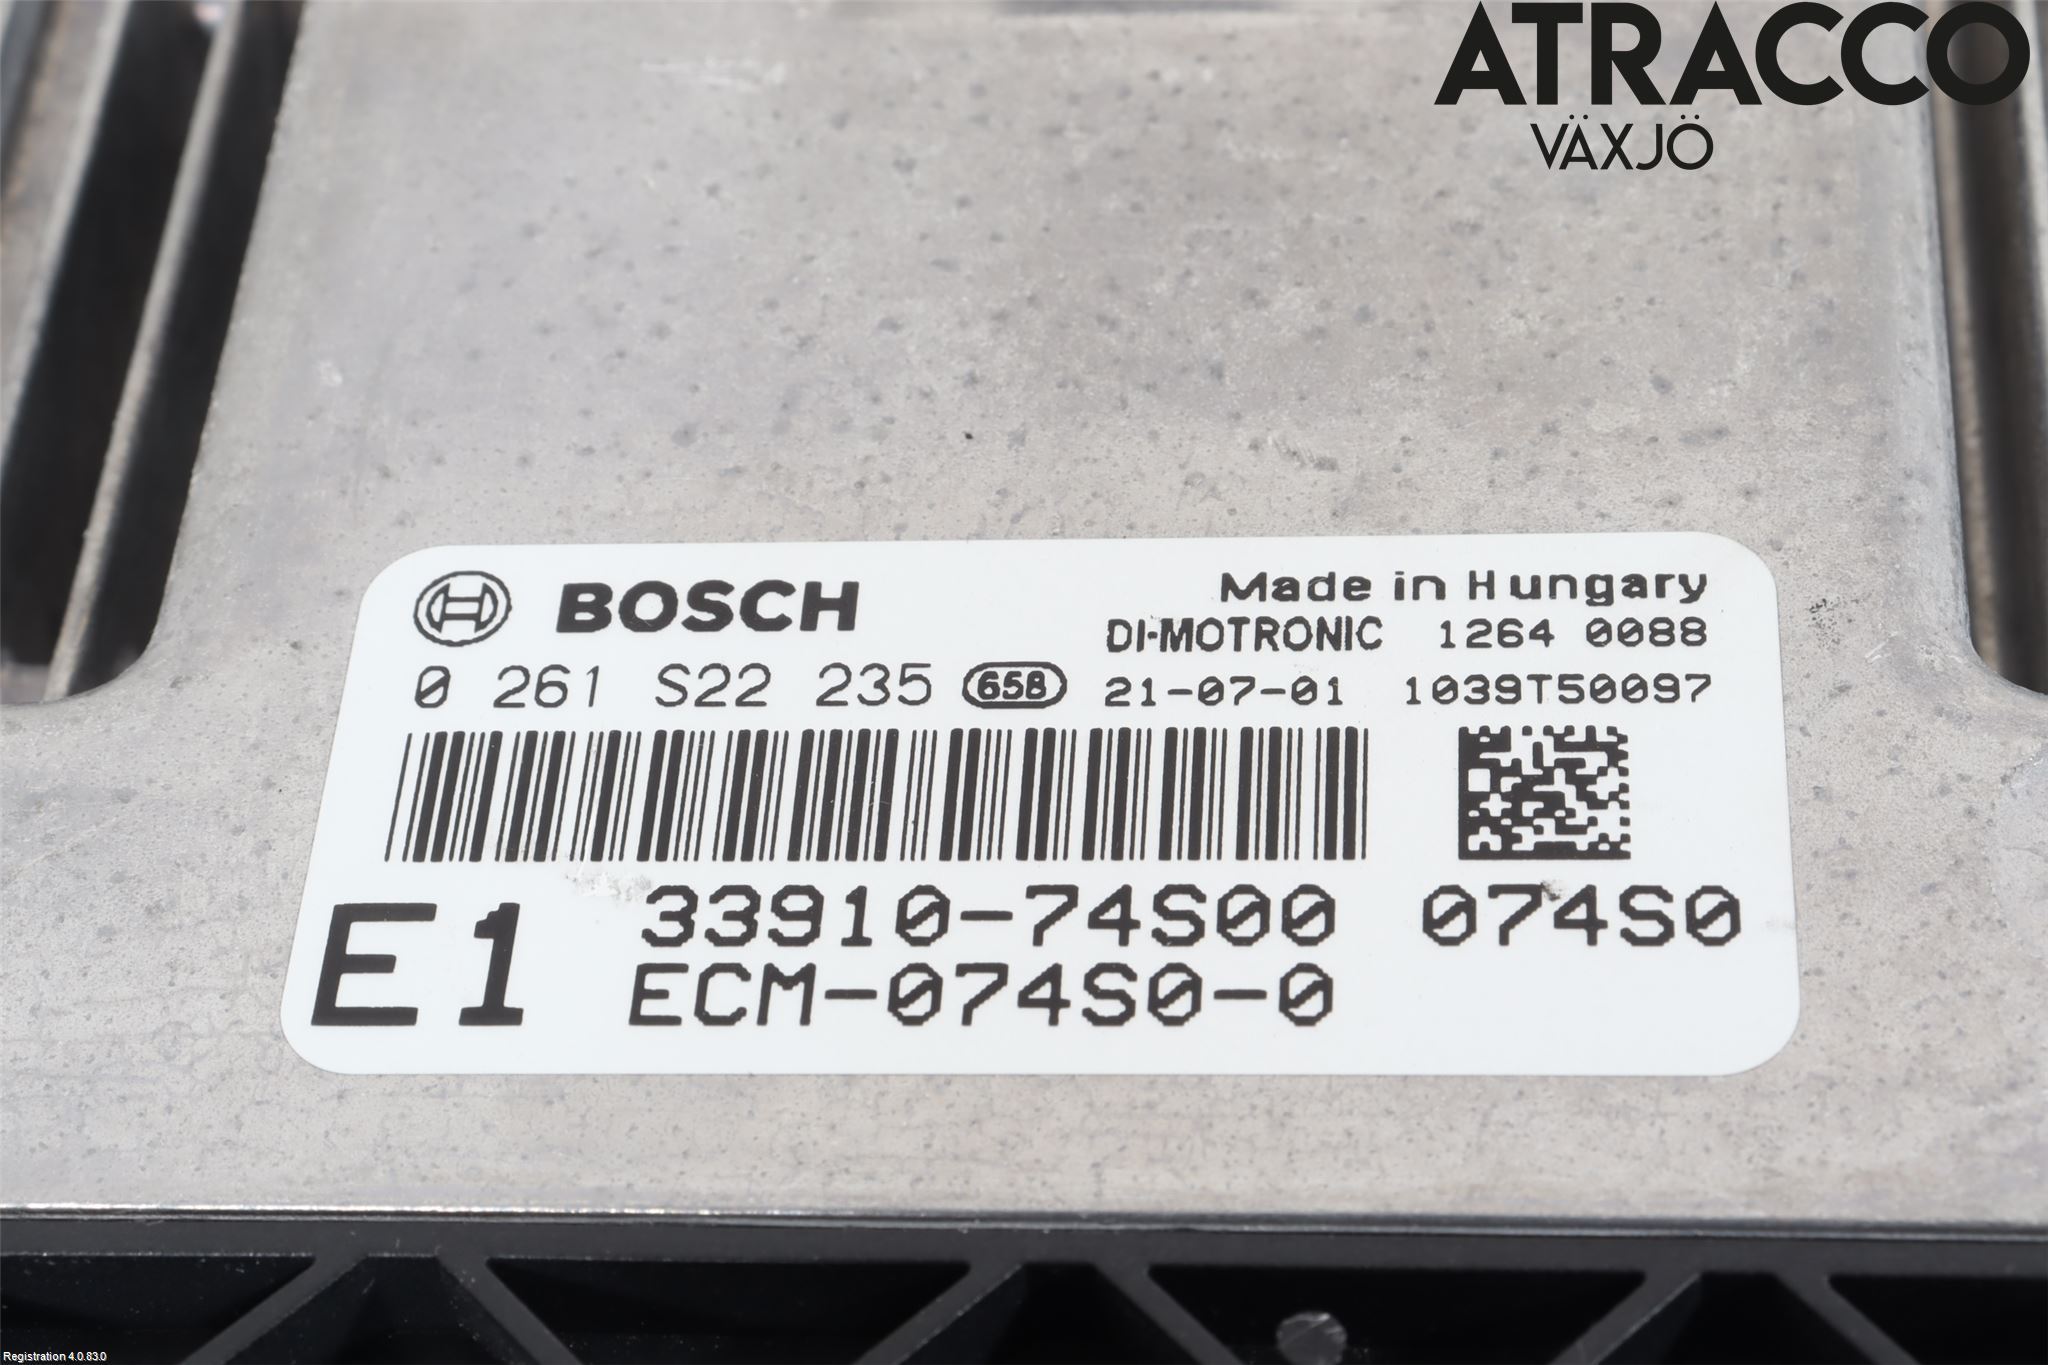 ATRACCO
VÄXJÖ
BOSCH
Made in Hungary
DI-MOTRONIC 1264 0088
0 261 S22 235 658 21-07-01 1039T50097
33910-74S00 074S0
E1
ECM-074S0-0
Registration 4.0.83.0